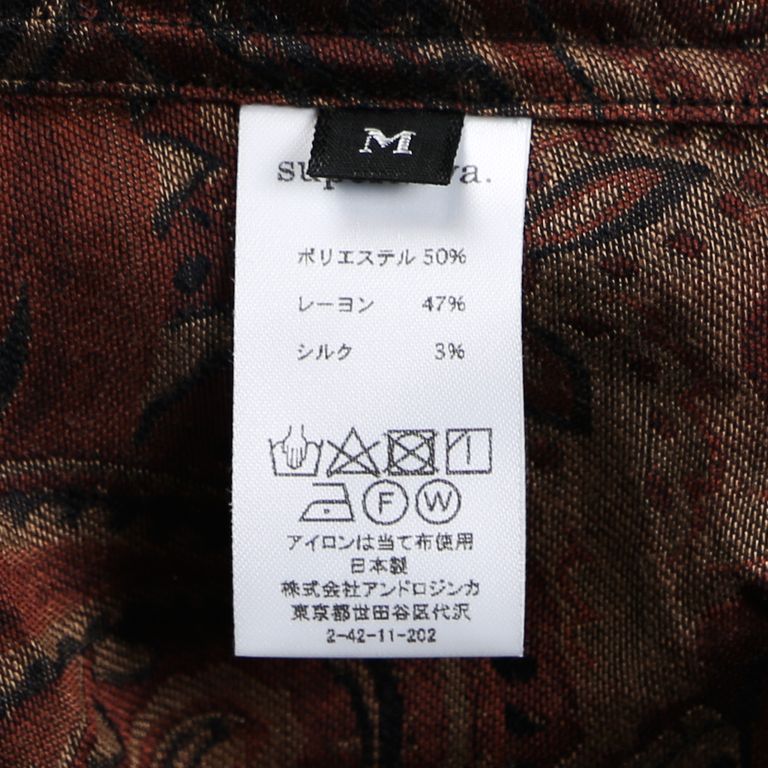 M
ポリエステル 50%
レーヨン 47%
シルク 3%
F W
アイロンは当て布使用
日本製
株式会社アンドロジンカ
東京都世田谷区代沢
2-42-11-202